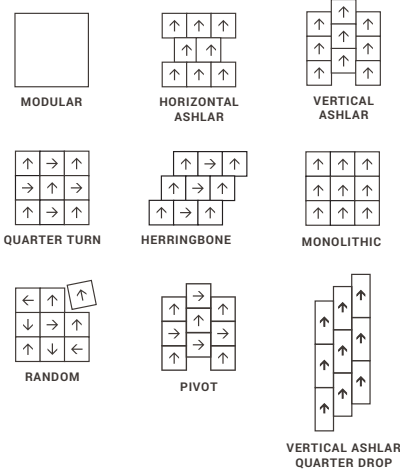 MODULAR
HORIZONTAL
ASHLAR
VERTICAL
ASHLAR
QUARTER TURN
HERRINGBONE
MONOLITHIC
RANDOM
PIVOT
VERTICAL ASHLAR
QUARTER DROP